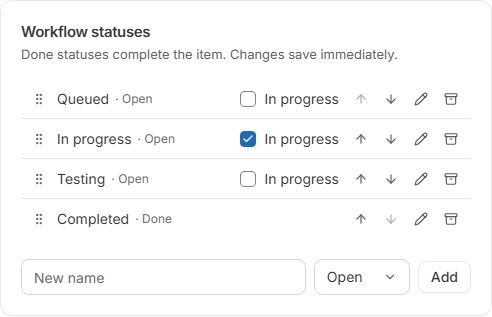 Workflow statuses
Done statuses complete the item. Changes save immediately.
Queued · Open In progress
In progress · Open In progress
Testing · Open In progress
Completed · Done
New name Open Add